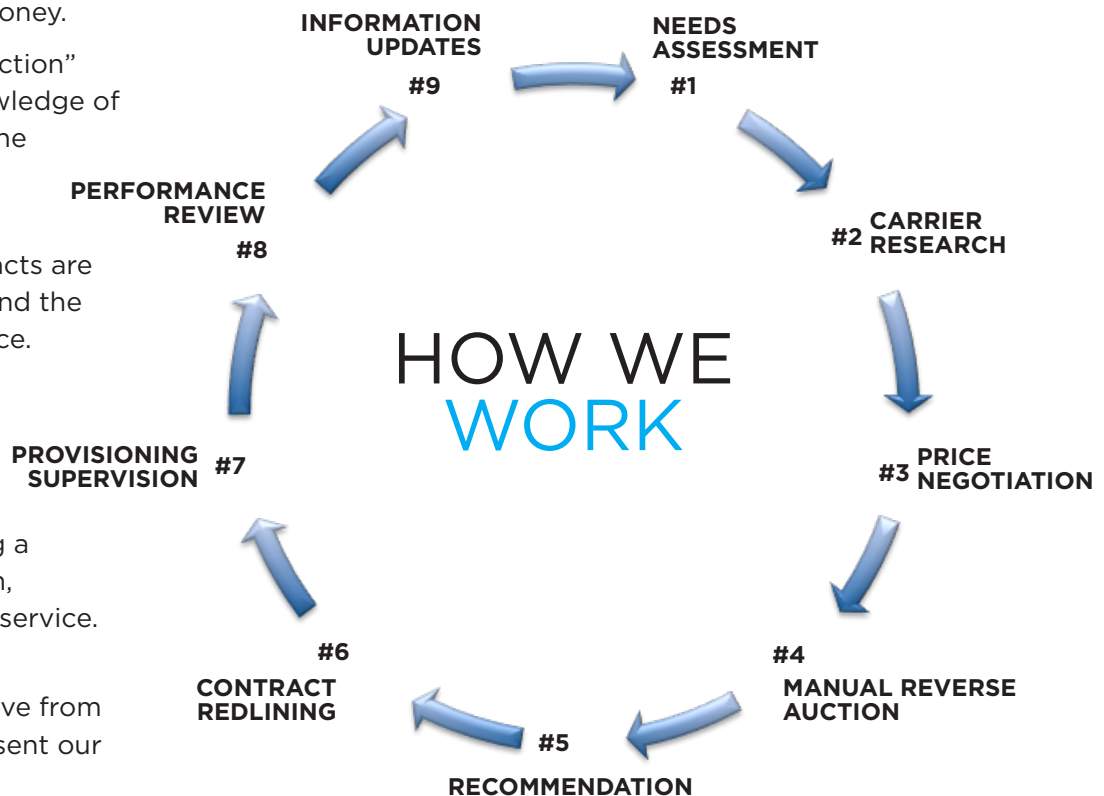 oney.
ction”
wledge of
ne
acts are
nd the
ce.
g a
n,
service.
ve from
sent our
HOW WE
WORK
NEEDS
ASSESSMENT
#1
#2 CARRIER
RESEARCH
#3 PRICE
NEGOTIATION
#4
MANUAL REVERSE
AUCTION
#5
RECOMMENDATION
#6
CONTRACT
REDLINING
PROVISIONING
SUPERVISION #7
PERFORMANCE
REVIEW
#8
INFORMATION
UPDATES
#9